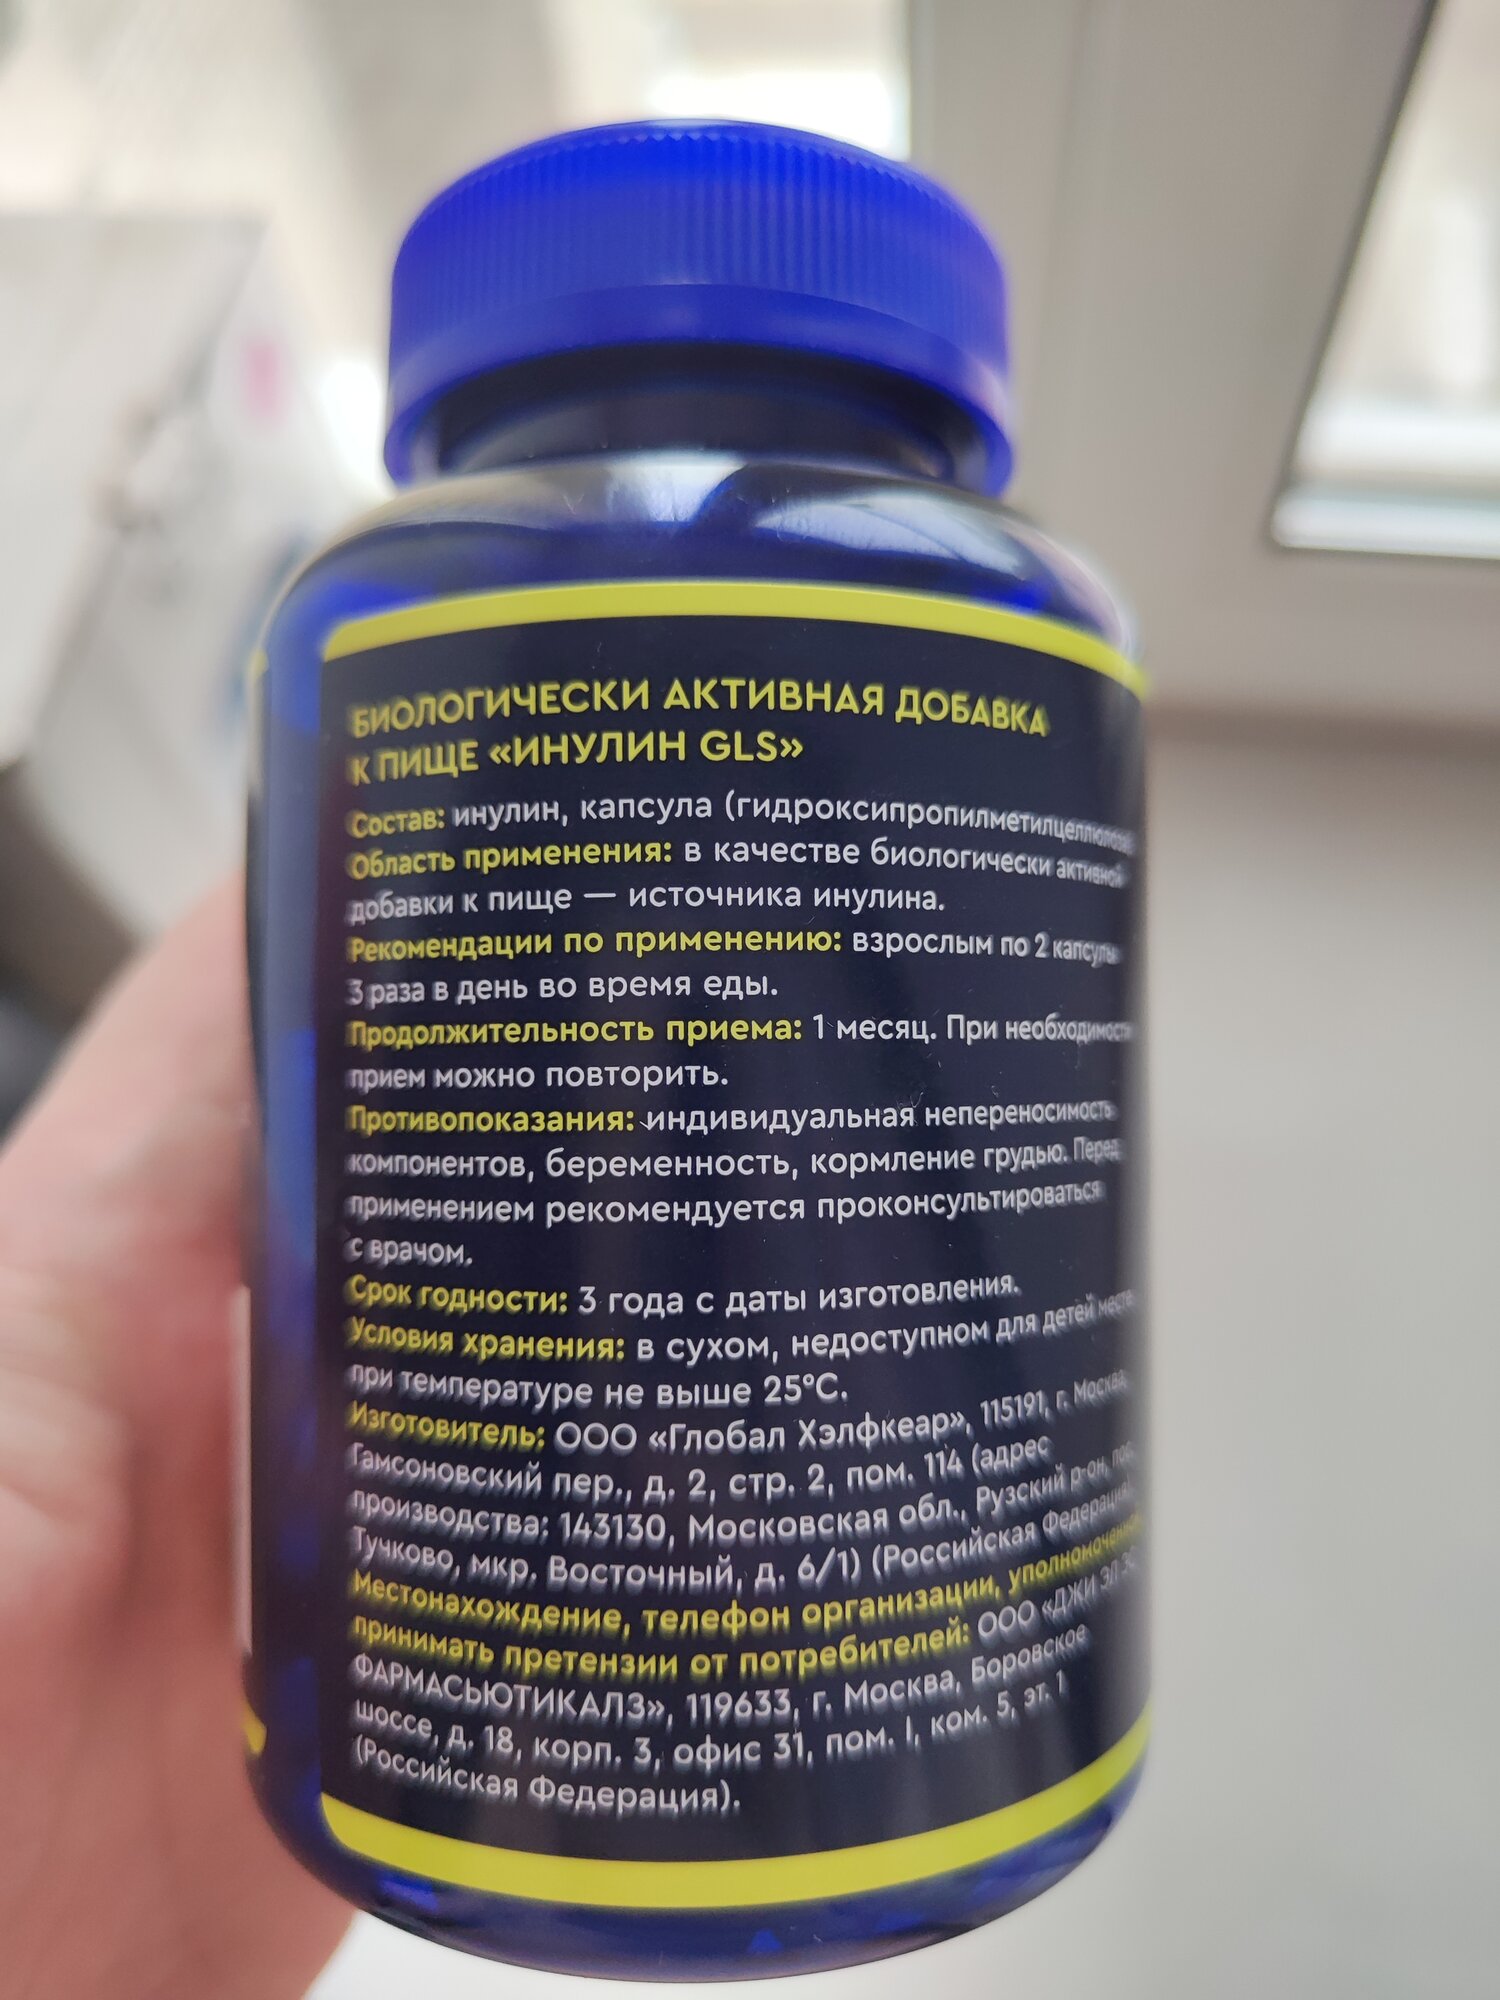 БИОЛОГИЧЕСКИ АКТИВНАЯ ДОБАВКА
К ПИЩЕ «ИНУЛИН GLS»
Состав: инулин, капсула (гидроксипропилметилцеллюлоза)
Область применения: в качестве биологически активной
добавки к пище — источника инулина.
Рекомендации по применению: взрослым по 2 капсулы
3 раза в день во время еды.
Продолжительность приема: 1 месяц. При необходимости
прием можно повторить.
Противопоказания: индивидуальная непереносимость
компонентов, беременность, кормление грудью. Перед
применением рекомендуется проконсультироваться
с врачом.
Срок годности: 3 года с даты изготовления.
Условия хранения: в сухом, недоступном для детей месте
при температуре не выше 25°С.
Изготовитель: ООО «Глобал Хэлфкеар», 115191, г. Москва,
Гамсоновский пер., д. 2, стр. 2, пом. 114 (адрес
производства: 143130, Московская обл., Рузский р-он, пос.
Тучково, мкр. Восточный, д. 6/1) (Российская Федерация).
Местонахождение, телефон организации, уполномоченной
принимать претензии от потребителей: ООО «ДЖИ ЭЛ ЭС
ФАРМАСЬЮТИКАЛЗ», 119633, г. Москва, Боровское
шоссе, д. 18, корп. 3, офис 31, пом. I, ком. 5, эт. 1
(Российская Федерация).